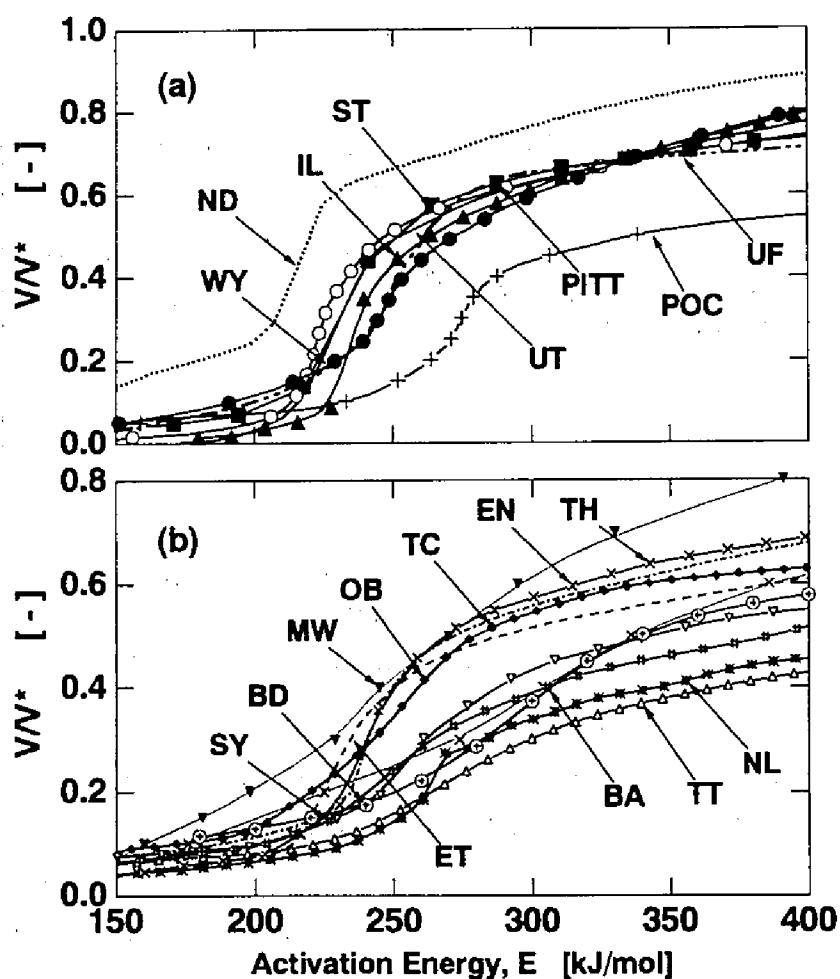 1.0
(a)
ST
0.8
IL
ND
0.6
V/V* [-]
WY
0.4
UF
PITT
POC
0.2
UT
0.0
0.8
(b)
EN
TH
TC
0.6
OB
MW
V/V* [-]
0.4
BD
SY
0.2
BA
NL
TT
ET
0.0
150 200 250 300 350 400
Activation Energy, E [kJ/mol]